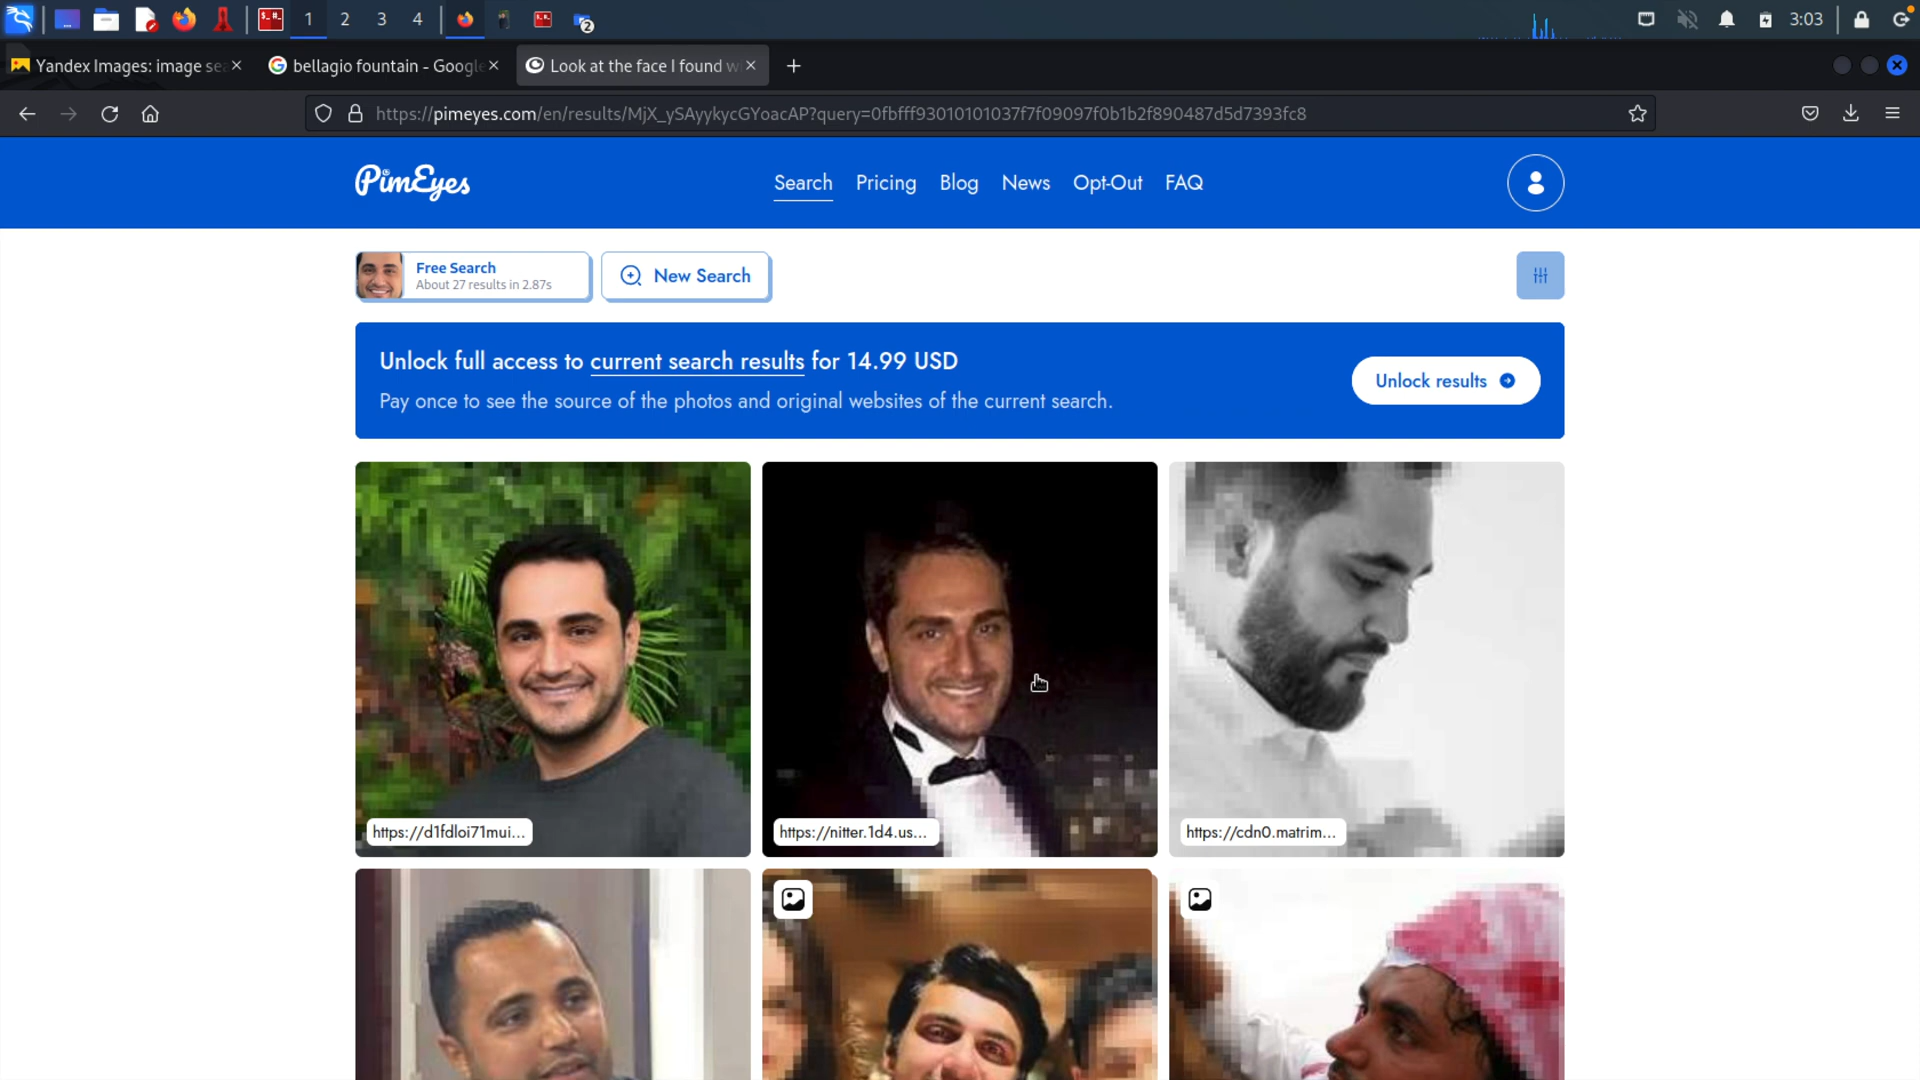 1 2 3 4
2
3:03
Yandex Images: image sea
bellagio fountain - Google
Look at the face I found w
https://pimeyes.com/en/results/MjX_ySAyykycGYoacAP?query=0fbfff93010101037f7f09097f0b1b2f890487d5d7393fc8
PimEyes
Search Pricing Blog News Opt-Out FAQ
Free Search
About 27 results in 2.87s
New Search
Unlock full access to current search results for 14.99 USD
Pay once to see the source of the photos and original websites of the current search.
Unlock results
https://d1fdloi71mui...
https://nitter.1d4.us...
https://cdn0.matrim...